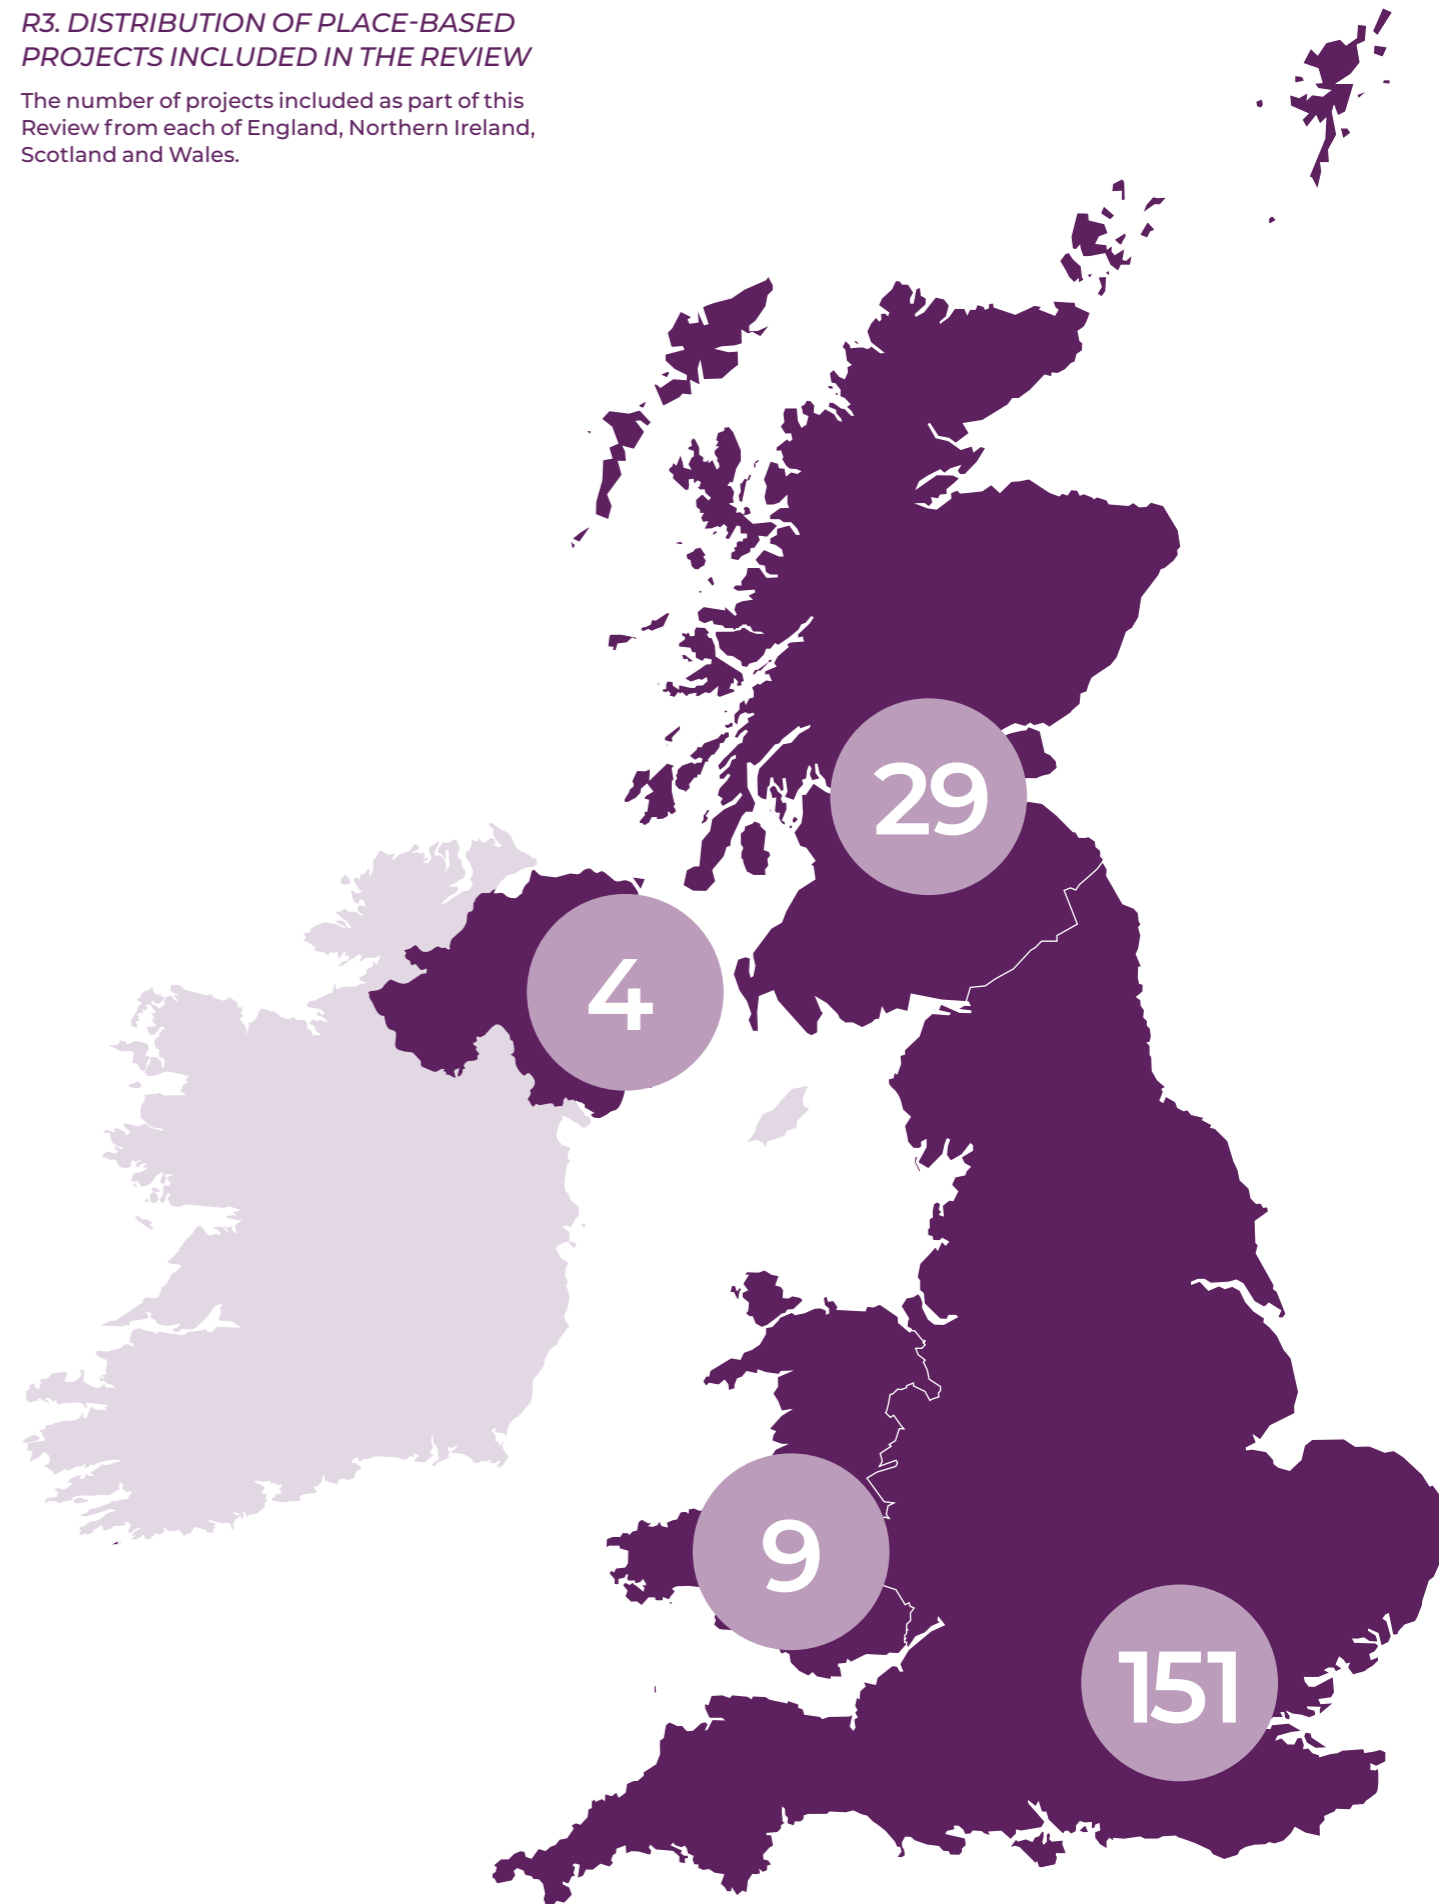 R3. DISTRIBUTION OF PLACE-BASED
PROJECTS INCLUDED IN THE REVIEW
The number of projects included as part of this
Review from each of England, Northern Ireland,
Scotland and Wales.
29
4
9
151